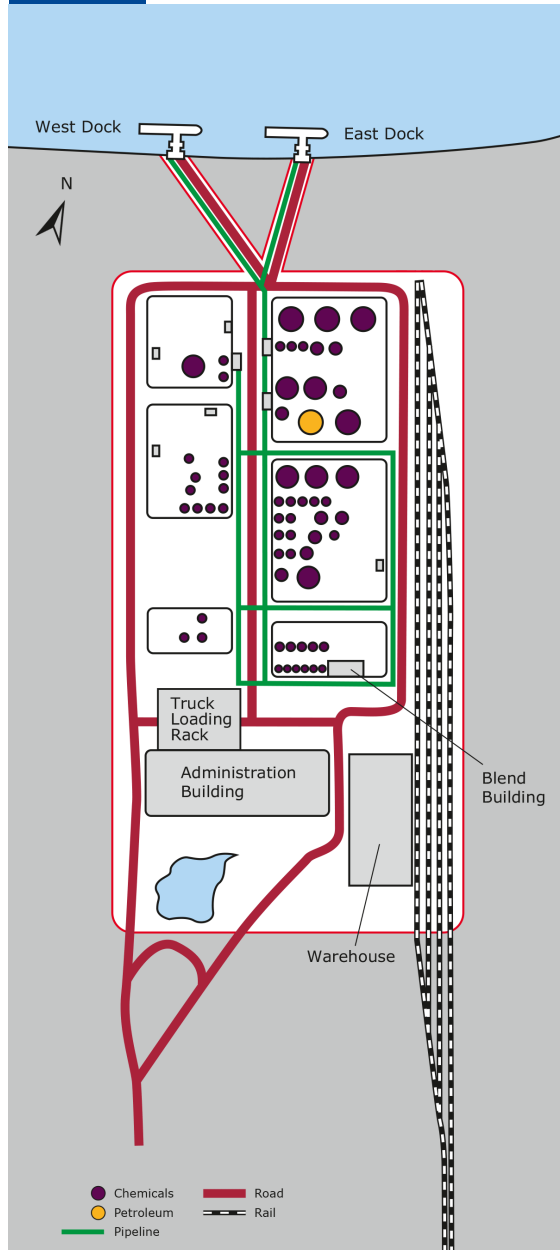 West Dock
East Dock
N
Truck
Loading
Rack
Administration
Building
Blend
Building
Warehouse
Chemicals
Road
Petroleum
Rail
Pipeline